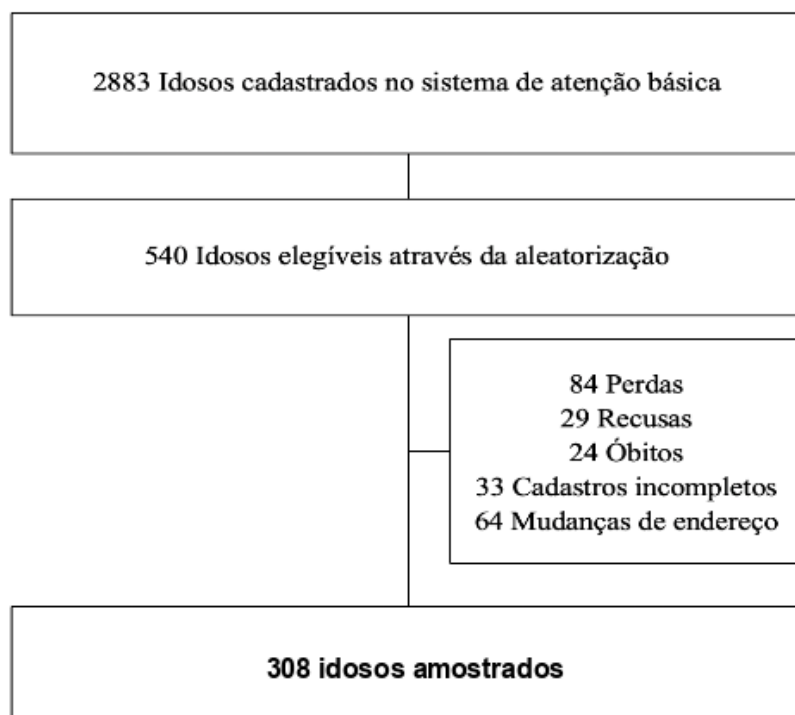 2883 Idosos cadastrados no sistema de atenção básica
540 Idosos elegíveis através da aleatorização
84 Perdas
29 Recusas
24 Óbitos
33 Cadastros incompletos
64 Mudanças de endereço
308 idosos amostrados